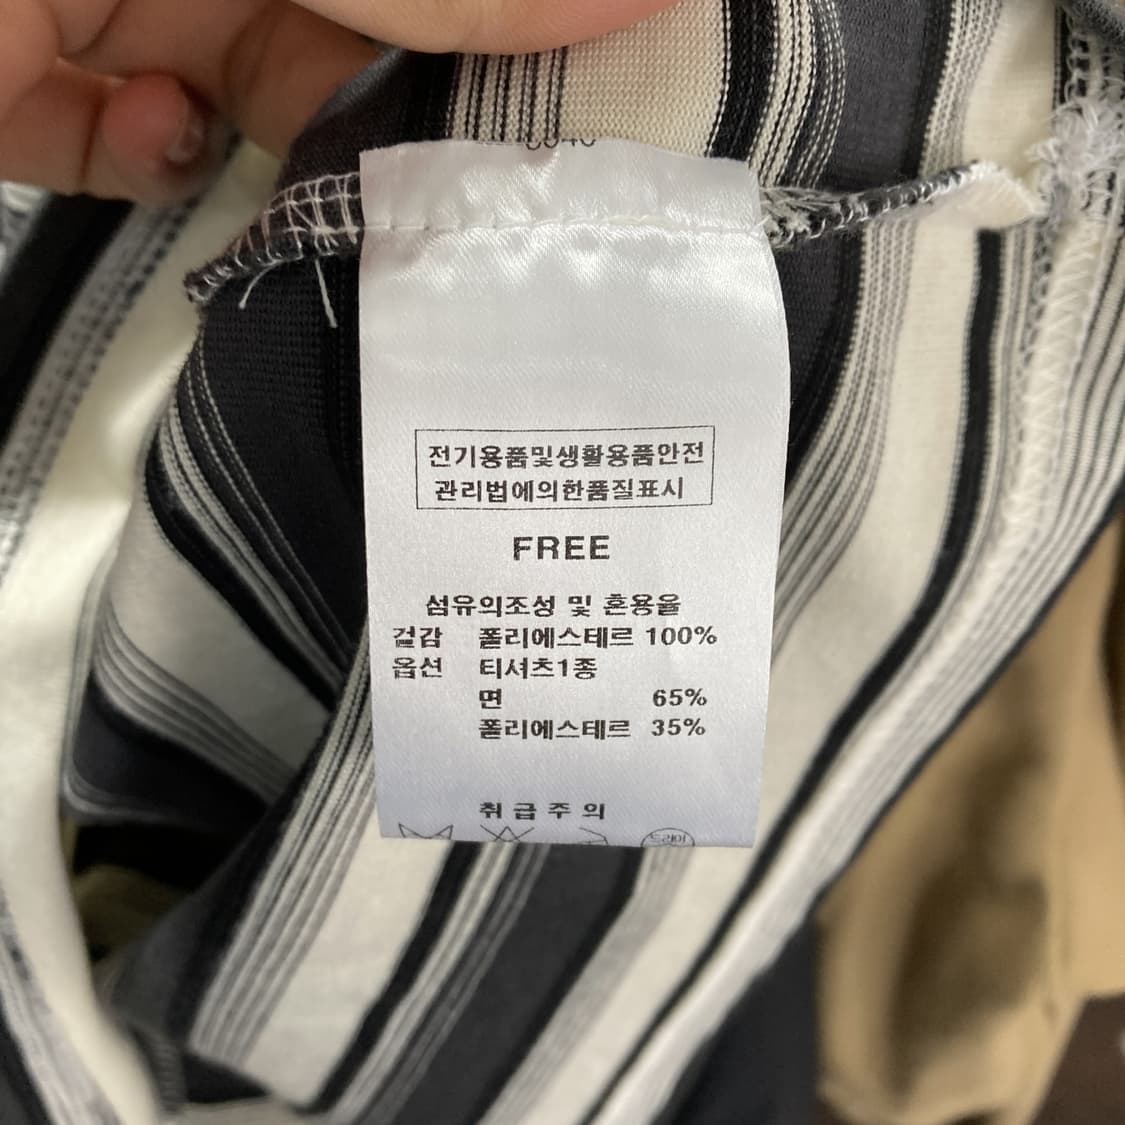 전기용품및생활용품안전
관리법에의한품질표시
FREE
섬유의조성 및 혼용율
겉감 폴리에스테르 100%
옵션 티셔츠1종
면 65%
폴리에스테르 35%
취급주의
드라이